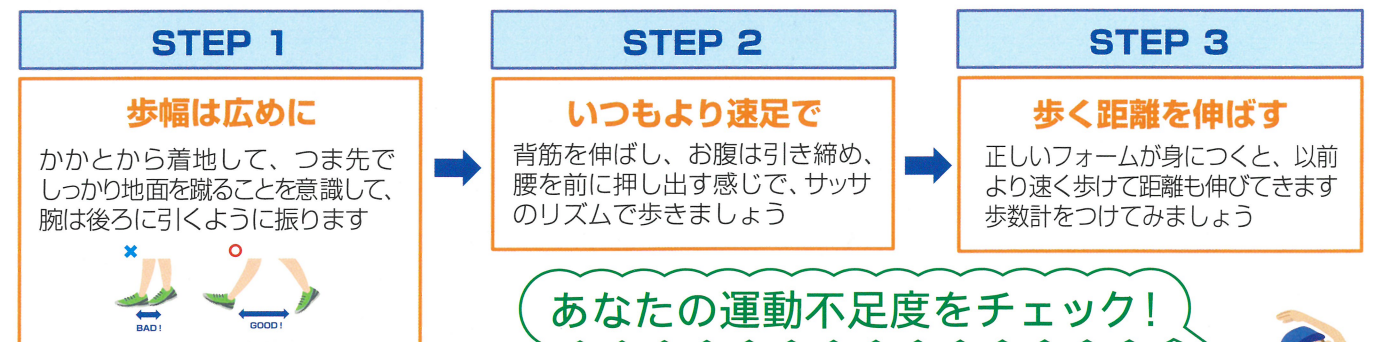 STEP 1
歩幅は広めに
かかとから着地して、つま先で
しっかり地面を蹴ることを意識して、
腕は後ろに引くように振ります
× ○
BAD!
GOOD!
STEP 2
いつもより速足で
背筋を伸ばし、お腹は引き締め、
腰を前に押し出す感じで、サッサ
のリズムで歩きましょう
STEP 3
歩く距離を伸ばす
正しいフォームが身につくと、以前
より速く歩けて距離も伸びてきます
歩数計をつけてみましょう
あなたの運動不足度をチェック!